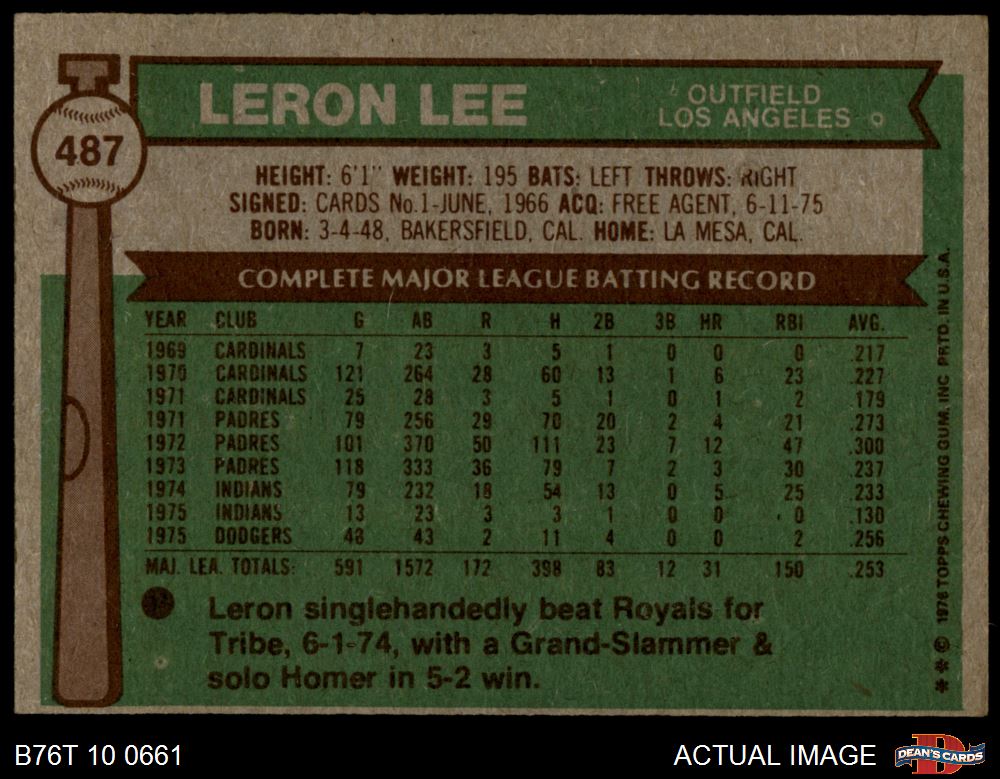 LERON LEE
OUTFIELD
LOS ANGELES
487
HEIGHT: 6'1" WEIGHT: 195 BATS: LEFT THROWS: RIGHT
SIGNED: CARDS No.1-JUNE, 1966 ACQ: FREE AGENT, 6-11-75
BORN: 3-4-48, BAKERSFIELD, CAL. HOME: LA MESA, CAL.
COMPLETE MAJOR LEAGUE BATTING RECORD
YEAR CLUB G AB R H 2B 3B HR RBI AVG.
1969 CARDINALS 7 23 3 5 1 0 0 0 .217
1970 CARDINALS 121 264 28 60 13 1 6 23 .227
1971 CARDINALS 25 28 3 5 1 0 1 2 .179
1971 PADRES 79 256 29 70 20 2 4 21 .273
1972 PADRES 101 370 50 111 23 7 12 47 .300
1973 PADRES 118 333 36 79 7 2 3 30 .237
1974 INDIANS 79 232 18 54 13 0 5 25 .233
1975 INDIANS 13 23 3 3 1 0 0 0 .130
1975 DODGERS 48 43 2 11 4 0 0 2 .256
MAJ. LEA. TOTALS: 591 1572 172 398 83 12 31 150 .253
Leron singlehandedly beat Royals for
Tribe, 6-1-74, with a Grand-Slammer &
solo Homer in 5-2 win.
* * © 1976 TOPPS CHEWING GUM, INC PRTD. IN U.S.A.
B76T 10 0661
ACTUAL IMAGE
DEAN'S CARDS